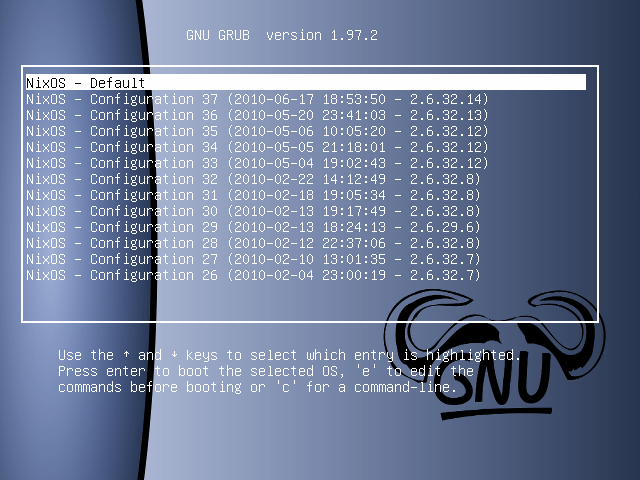 GNU GRUB  version 1.97.2
NixOS - Default
NixOS - Configuration 37 (2010-06-17 18:53:50 - 2.6.32.14)
NixOS - Configuration 36 (2010-05-20 23:41:03 - 2.6.32.13)
NixOS - Configuration 35 (2010-05-06 10:05:20 - 2.6.32.12)
NixOS - Configuration 34 (2010-05-05 21:18:01 - 2.6.32.12)
NixOS - Configuration 33 (2010-05-04 19:02:43 - 2.6.32.12)
NixOS - Configuration 32 (2010-02-22 14:12:49 - 2.6.32.8)
NixOS - Configuration 31 (2010-02-18 19:05:34 - 2.6.32.8)
NixOS - Configuration 30 (2010-02-13 19:17:49 - 2.6.32.8)
NixOS - Configuration 29 (2010-02-13 18:24:13 - 2.6.29.6)
NixOS - Configuration 28 (2010-02-12 22:37:06 - 2.6.32.8)
NixOS - Configuration 27 (2010-02-10 13:01:35 - 2.6.32.7)
NixOS - Configuration 26 (2010-02-04 23:00:19 - 2.6.32.7)
Use the ↑ and ↓ keys to select which entry is highlighted.
Press enter to boot the selected OS, 'e' to edit the
commands before booting or 'c' for a command-line.
GNU